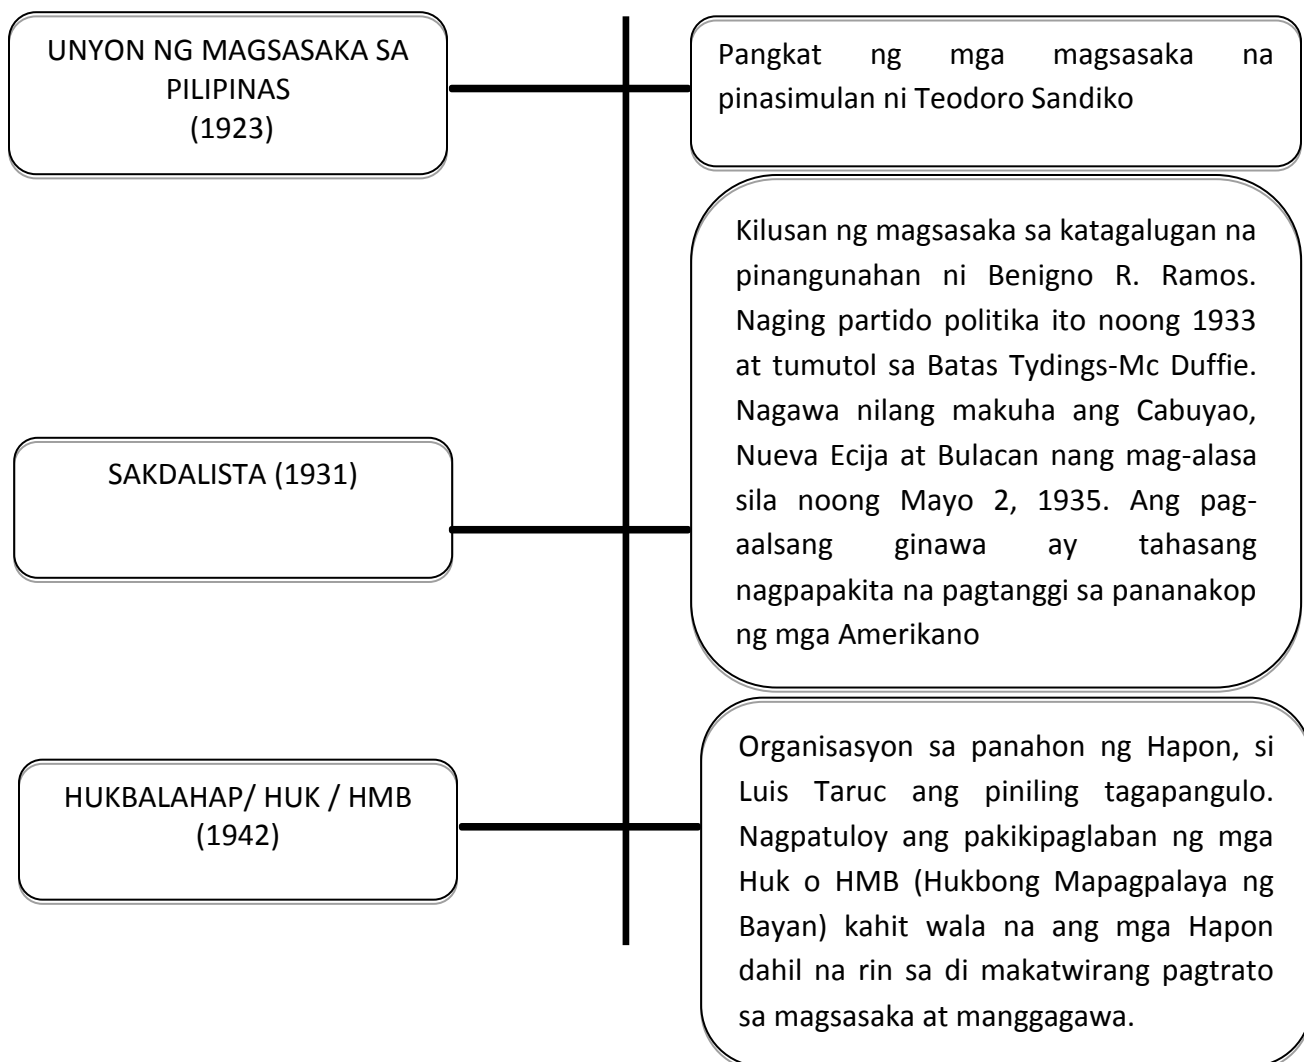 UNYON NG MAGSASAKA SA
PILIPINAS
(1923)
Pangkat ng mga magsasaka na
pinasimulan ni Teodoro Sandiko
SAKDALISTA (1931)
Kilusan ng magsasaka sa katagalugan na
pinangunahan ni Benigno R. Ramos.
Naging partido politika ito noong 1933
at tumutol sa Batas Tydings-Mc Duffie.
Nagawa nilang makuha ang Cabuyao,
Nueva Ecija at Bulacan nang mag-alasa
sila noong Mayo 2, 1935. Ang pag-
aalsang ginawa ay tahasang
nagpapakita na pagtanggi sa pananakop
ng mga Amerikano
HUKBALAHAP/ HUK / HMB
(1942)
Organisasyon sa panahon ng Hapon, si
Luis Taruc ang piniling tagapangulo.
Nagpatuloy ang pakikipaglaban ng mga
Huk o HMB (Hukbong Mapagpalaya ng
Bayan) kahit wala na ang mga Hapon
dahil na rin sa di makatwirang pagtrato
sa magsasaka at manggagawa.